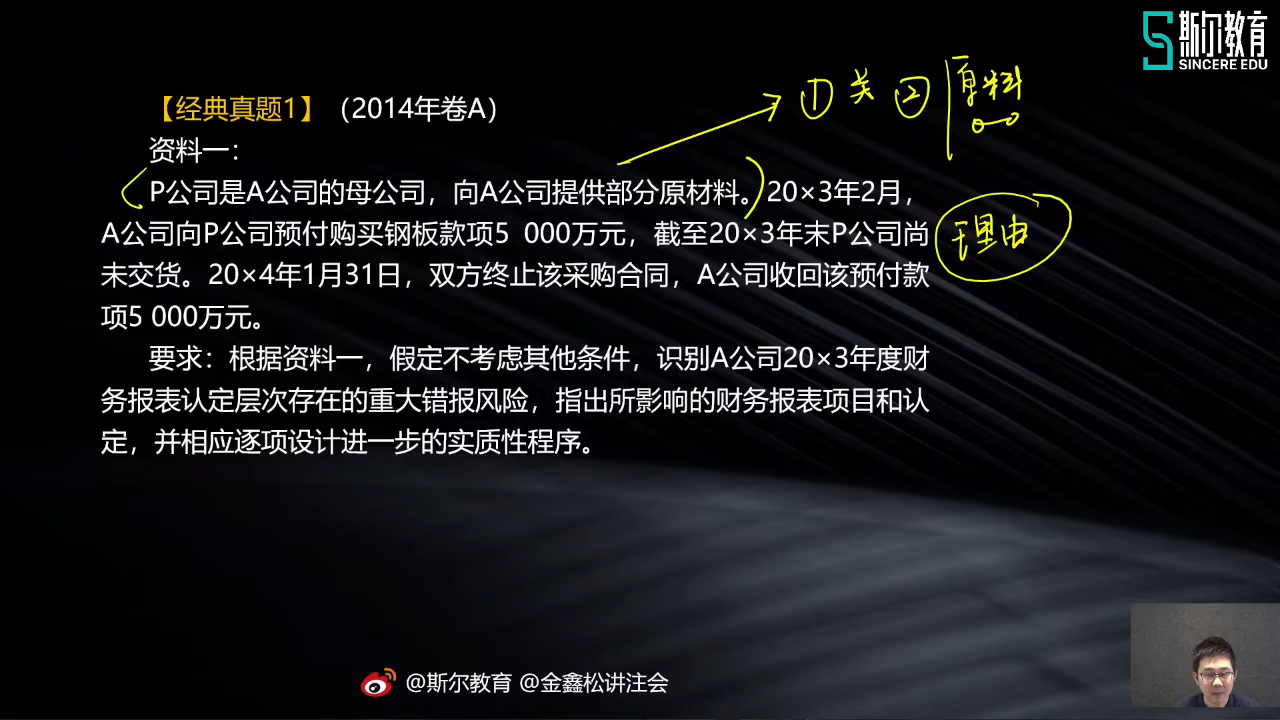 斯尔教育
SINCERE EDU
① 关 ② 原料
【经典真题1】（2014年卷A）
资料一：
P公司是A公司的母公司，向A公司提供部分原材料。20×3年2月，
A公司向P公司预付购买钢板款项5 000万元，截至20×3年末P公司尚
未交货。20×4年1月31日，双方终止该采购合同，A公司收回该预付款
项5 000万元。
理由
要求：根据资料一，假定不考虑其他条件，识别A公司20×3年度财
务报表认定层次存在的重大错报风险，指出所影响的财务报表项目和认
定，并相应逐项设计进一步的实质性程序。
@斯尔教育 @金鑫松讲注会